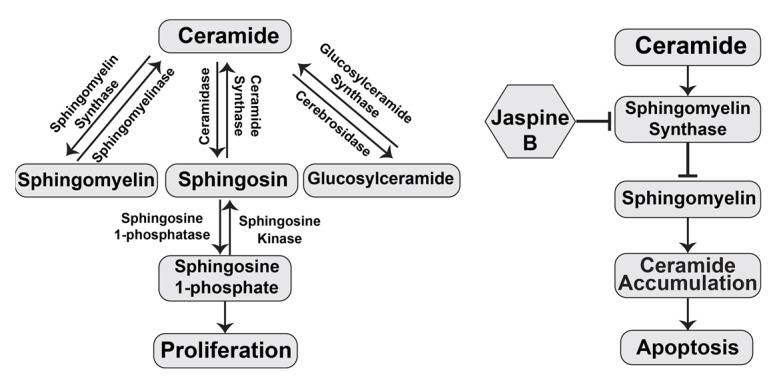 Ceramide
Sphingomyelin
Synthase
Sphingomyelinase
Ceramidase
Ceramide
Synthase
Glucosylceramide
Synthase
Cerebrosidase
Sphingomyelin
Sphingosin
Glucosylceramide
Sphingosine
1-phosphatase
Sphingosine
Kinase
Sphingosine
1-phosphate
Proliferation
Ceramide
Jaspine
B
Sphingomyelin
Synthase
Sphingomyelin
Ceramide
Accumulation
Apoptosis